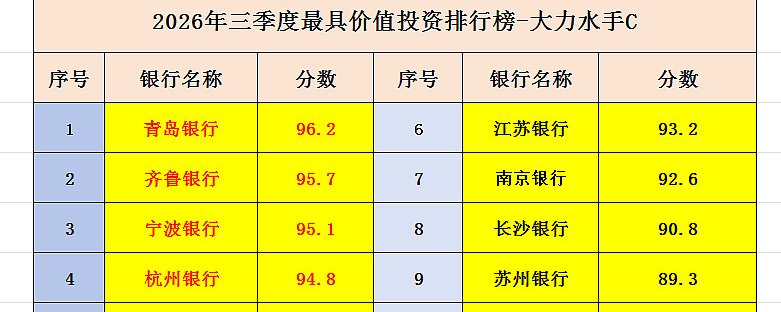 2026年三季度最具价值投资排行榜-大力水手C
序号 银行名称 分数 序号 银行名称 分数
1 青岛银行 96.2 6 江苏银行 93.2
2 齐鲁银行 95.7 7 南京银行 92.6
3 宁波银行 95.1 8 长沙银行 90.8
4 杭州银行 94.8 9 苏州银行 89.3